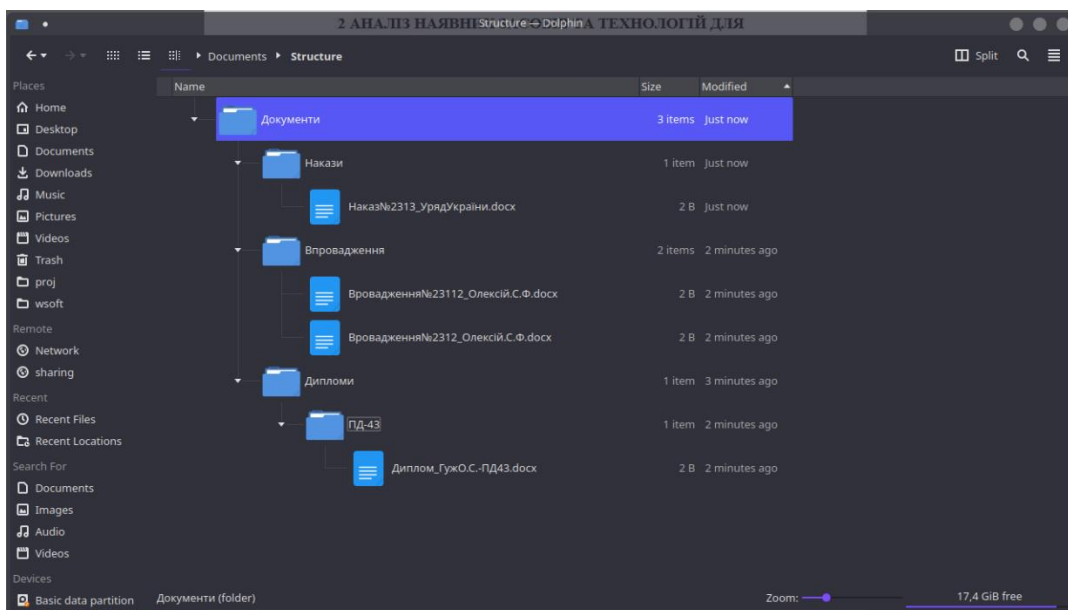 2 АНАЛІЗ НАЯВНИ ТА ТЕХНОЛОГІЙ ДЛЯ
Structure — Dolphin
Documents Structure
Split
Places
Home
Desktop
Documents
Downloads
Music
Pictures
Videos
Trash
proj
wsoft
Remote
Network
sharing
Recent
Recent Files
Recent Locations
Search For
Documents
Images
Audio
Videos
Devices
Basic data partition
Name Size Modified
Документи 3 items Just now
Накази 1 item Just now
Наказ№2313_УрядУкраїни.docx 2 B Just now
Впровадження 2 items 2 minutes ago
Вровадження№23112_Олексій.С.Ф.docx 2 B 2 minutes ago
Вровадження№2312_Олексій.С.Ф.docx 2 B 2 minutes ago
Дипломи 1 item 3 minutes ago
ПД-43 1 item 2 minutes ago
Диплом_ГужО.С.-ПД43.docx 2 B 2 minutes ago
Документи (folder)
Zoom:
17,4 GiB free